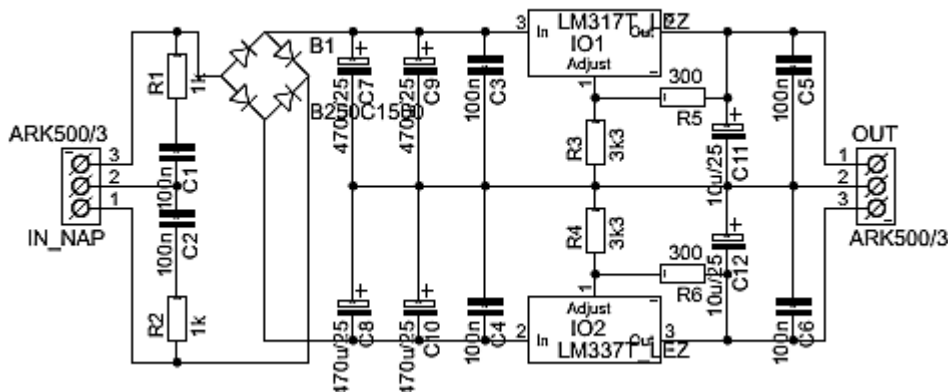 LM317T_LEZ
3
In
IO1
Out
2
Adjust
1
B1
B250C1500
R1
1k
C1
100n
C2
100n
R2
1k
ARK500/3
3
2
1
IN_NAP
470u/25
C7
470u/25
C9
100n
C3
300
R5
R3
3k3
10u/25
C11
100n
C5
OUT
1
2
3
ARK500/3
R4
3k3
300
R6
10u/25
C12
470u/25
C8
470u/25
C10
100n
C4
1
Adjust
2
In
IO2
Out
3
LM337T_LEZ
100n
C6